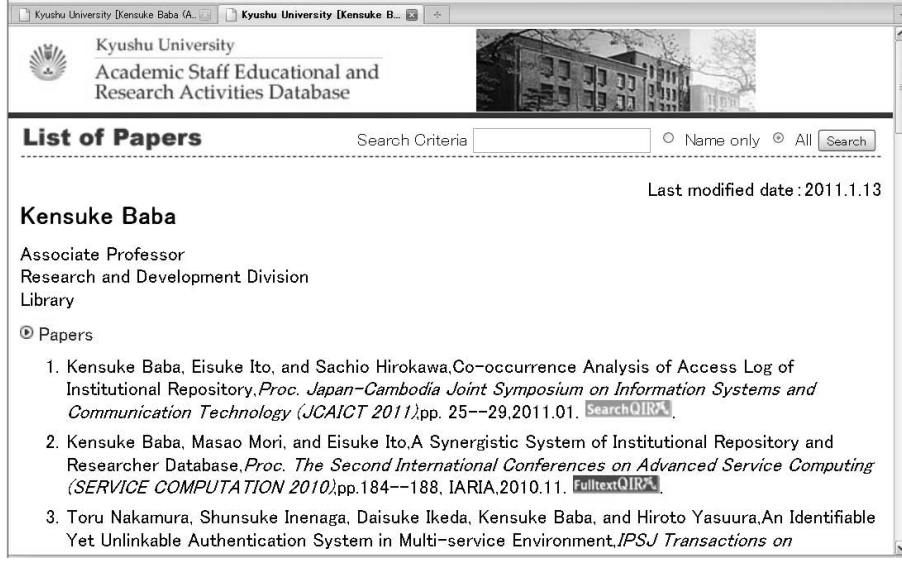 Kyushu University [Kensuke Baba (A...
Kyushu University [Kensuke B...
Kyushu University
Academic Staff Educational and
Research Activities Database
List of Papers
Search Criteria
Name only
All
Search
Last modified date:2011.1.13
Kensuke Baba
Associate Professor
Research and Development Division
Library
Papers
1. Kensuke Baba, Eisuke Ito, and Sachio Hirokawa,Co-occurrence Analysis of Access Log of
Institutional Repository,Proc. Japan-Cambodia Joint Symposium on Information Systems and
Communication Technology (JCAICT 2011),pp. 25--29,2011.01. SearchQIR.
2. Kensuke Baba, Masao Mori, and Eisuke Ito,A Synergistic System of Institutional Repository and
Researcher Database,Proc. The Second International Conferences on Advanced Service Computing
(SERVICE COMPUTATION 2010),pp.184--188, IARIA,2010.11. FulltextQIR.
3. Toru Nakamura, Shunsuke Inenaga, Daisuke Ikeda, Kensuke Baba, and Hiroto Yasuura,An Identifiable
Yet Unlinkable Authentication System in Multi-service Environment,IPSJ Transactions on